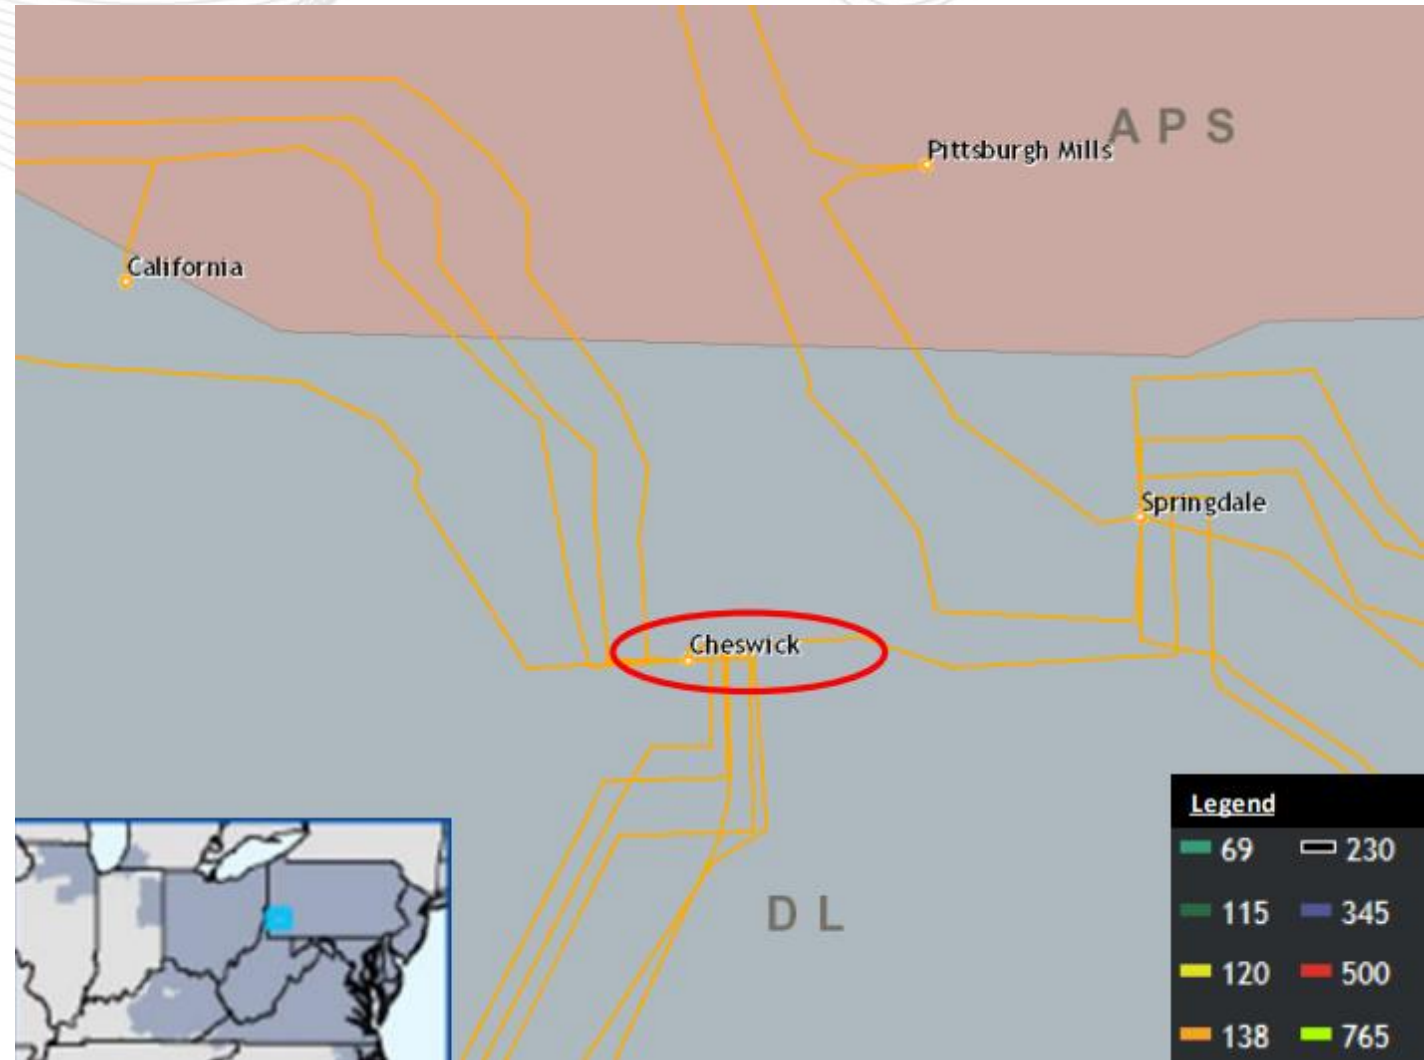 A P S
Pittsburgh Mills
California
Springdale
Cheswick
D L
Legend
69 230
115 345
120 500
138 765